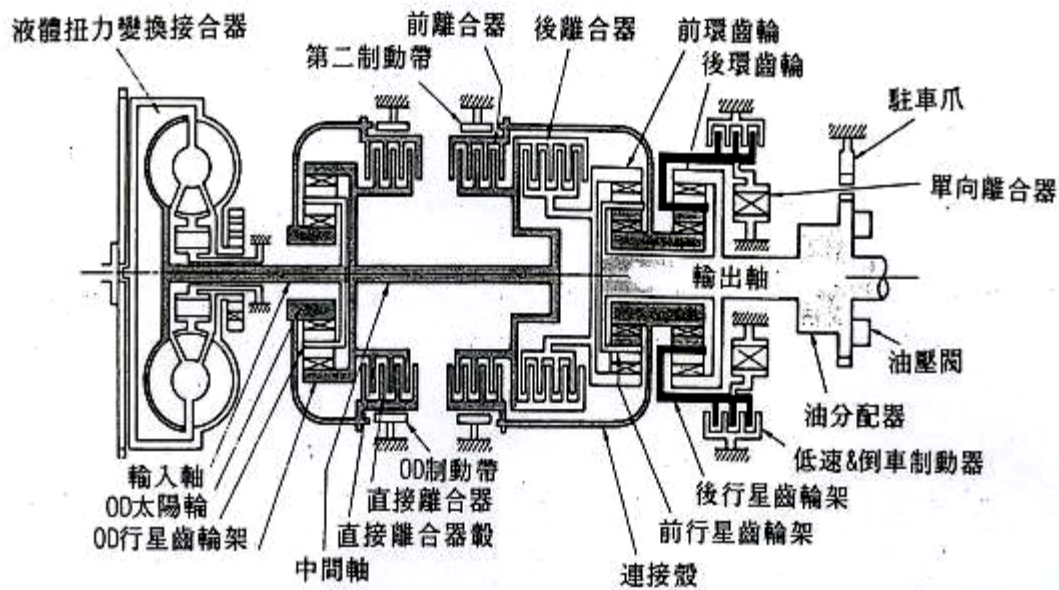 液體扭力變換接合器
前離合器
第二制動帶
後離合器
前環齒輪
後環齒輪
駐車爪
單向離合器
輸出軸
油壓閥
油分配器
低速&倒車制動器
後行星齒輪架
前行星齒輪架
連接殼
OD制動帶
直接離合器
直接離合器轂
中間軸
輸入軸
OD太陽輪
OD行星齒輪架